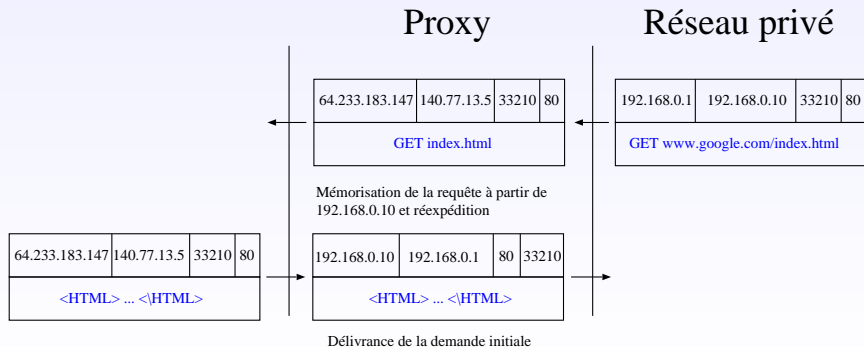 Proxy Réseau privé
64.233.183.147 140.77.13.5 33210 80
GET index.html
192.168.0.1 192.168.0.10 33210 80
GET www.google.com/index.html
Mémorisation de la requête à partir de
192.168.0.10 et réexpédition
64.233.183.147 140.77.13.5 33210 80
<HTML> ... <\HTML>
192.168.0.10 192.168.0.1 80 33210
<HTML> ... <\HTML>
Délivrance de la demande initiale